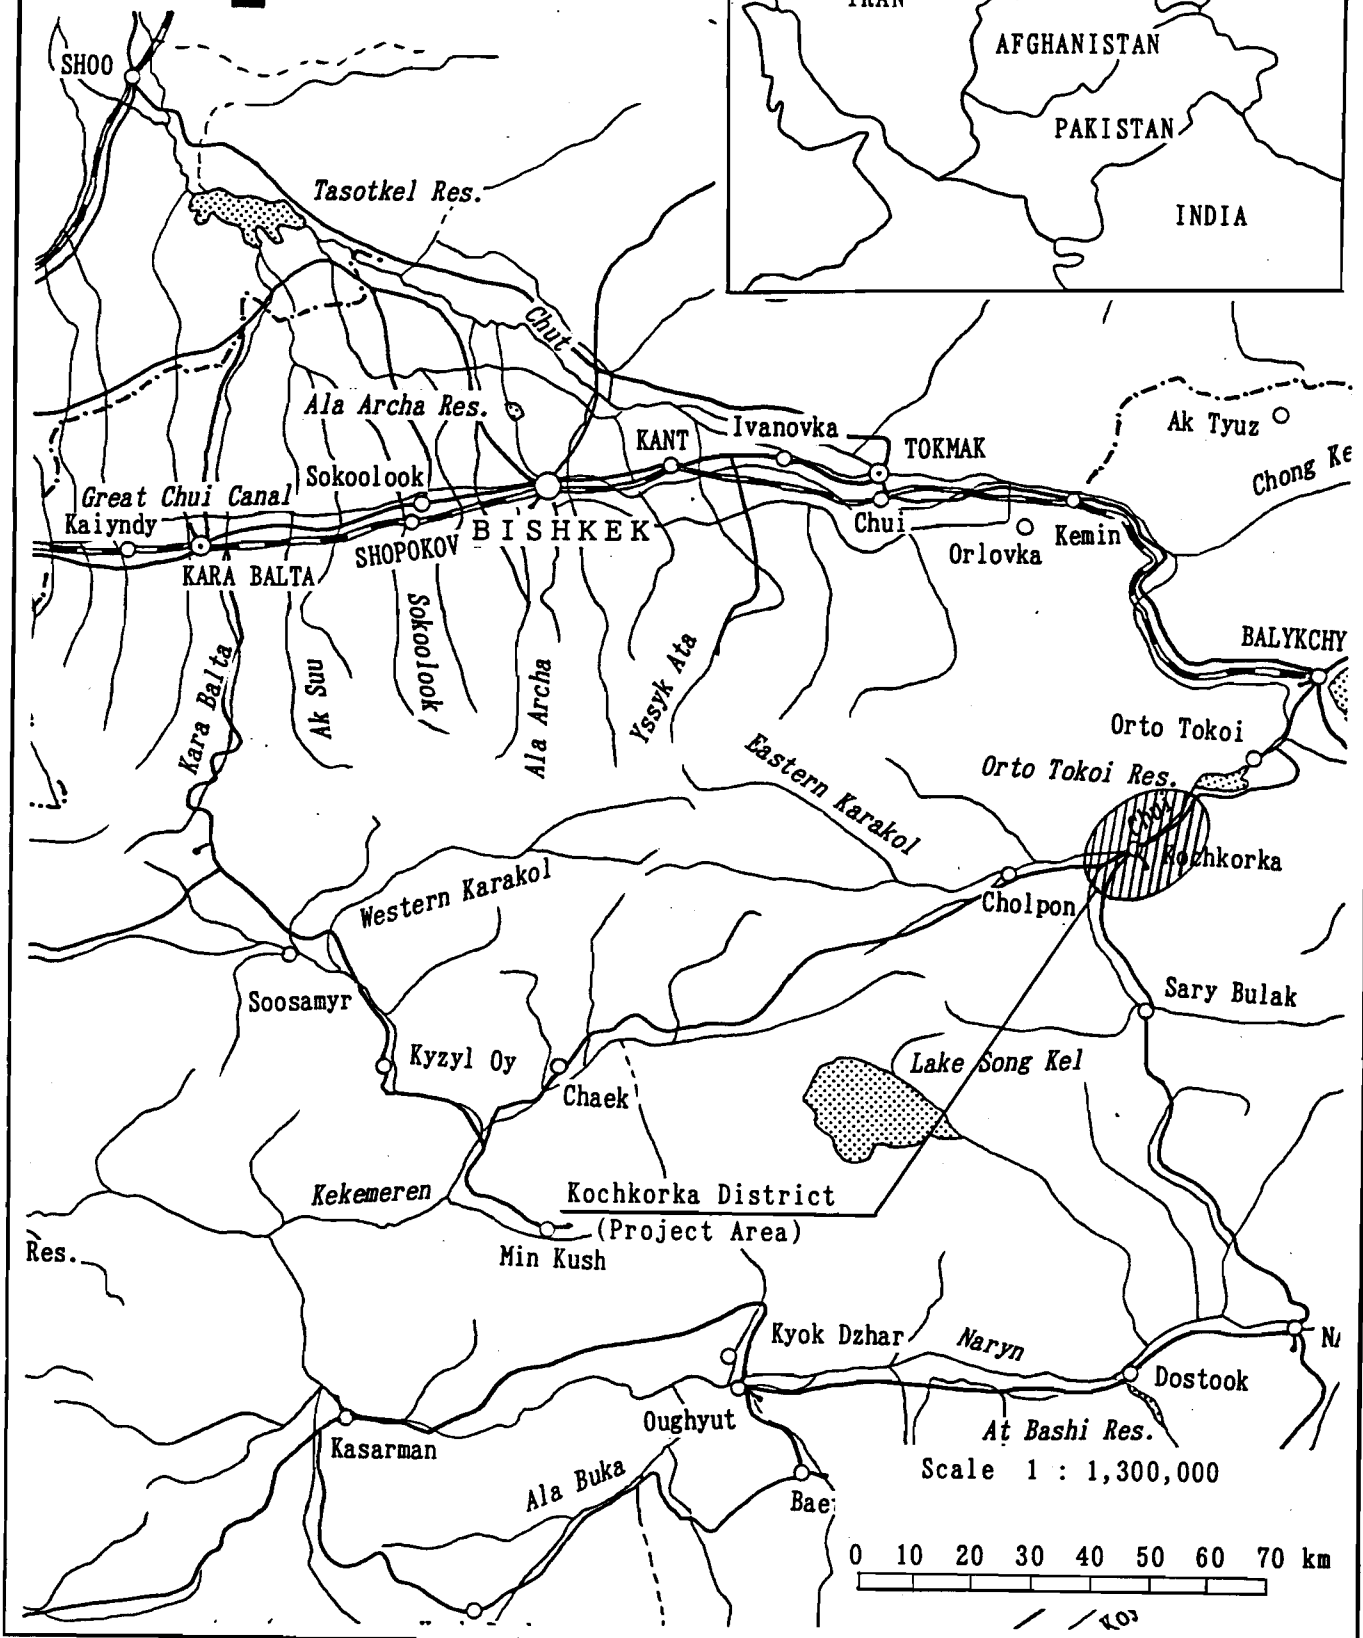 AFGHANISTAN
SHOO
PAKISTAN
Tasotkel Res.
INDIA
Chut
Ala Archa Res.
Ak Tyuz
KANT
Ivanovka
TOKMAK
Sokoolook
Great Chui Canal
Kaiyndy
BISHKEK
Chui
Kemin
SHOPOKOV
Orlovka
KARA BALTA
Chong Ke
Sokoolook
BALYKCHY
Kara Balta
Ak Suu
Ala Archa
Yssyk Ata
Orto Tokoi
Eastern Karakol
Orto Tokoi Res.
Chui
Kochkorka
Western Karakol
Cholpon
Soosamyr
Sary Bulak
Kyzyl Oy
Lake Song Kel
Chaek
Kekemeren
Kochkorka District
(Project Area)
Res.
Min Kush
Kyok Dzhar
Naryn
Dostook
Oughyut
At Bashi Res.
Kasarman
Scale 1 : 1,300,000
Ala Buka
0 10 20 30 40 50 60 70 km